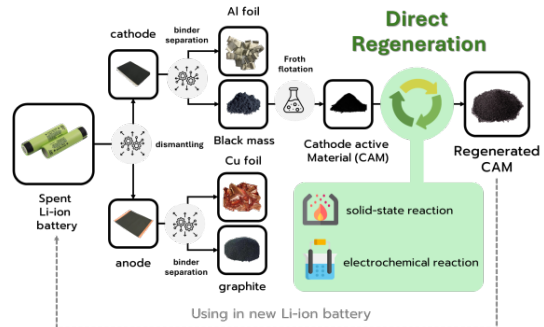 Direct
Regeneration
cathode
binder
separation
Al foil
Froth
flotation
Black mass
Cathode active
Material (CAM)
Regenerated
CAM
dismantling
Spent
Li-ion
battery
Cu foil
anode
binder
separation
graphite
solid-state reaction
electrochemical reaction
Using in new Li-ion battery